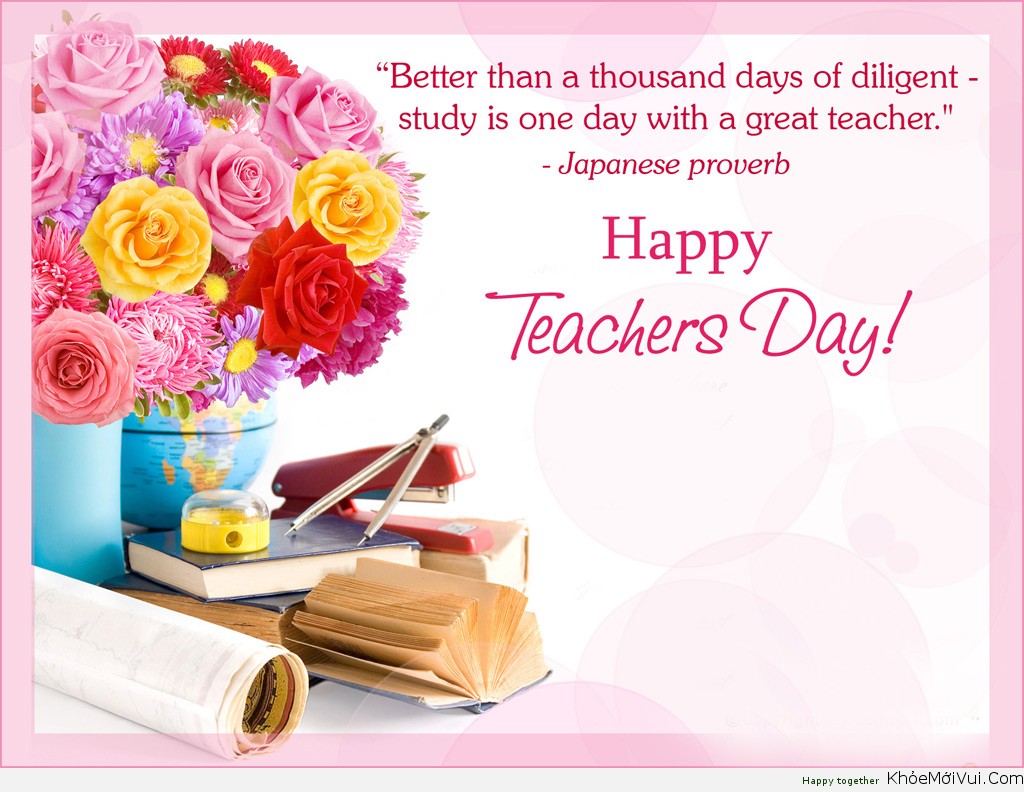 “Better than a thousand days of diligent -
study is one day with a great teacher."
- Japanese proverb
Happy
Teachers Day!
Happy together KhỏeMớiVui.Com